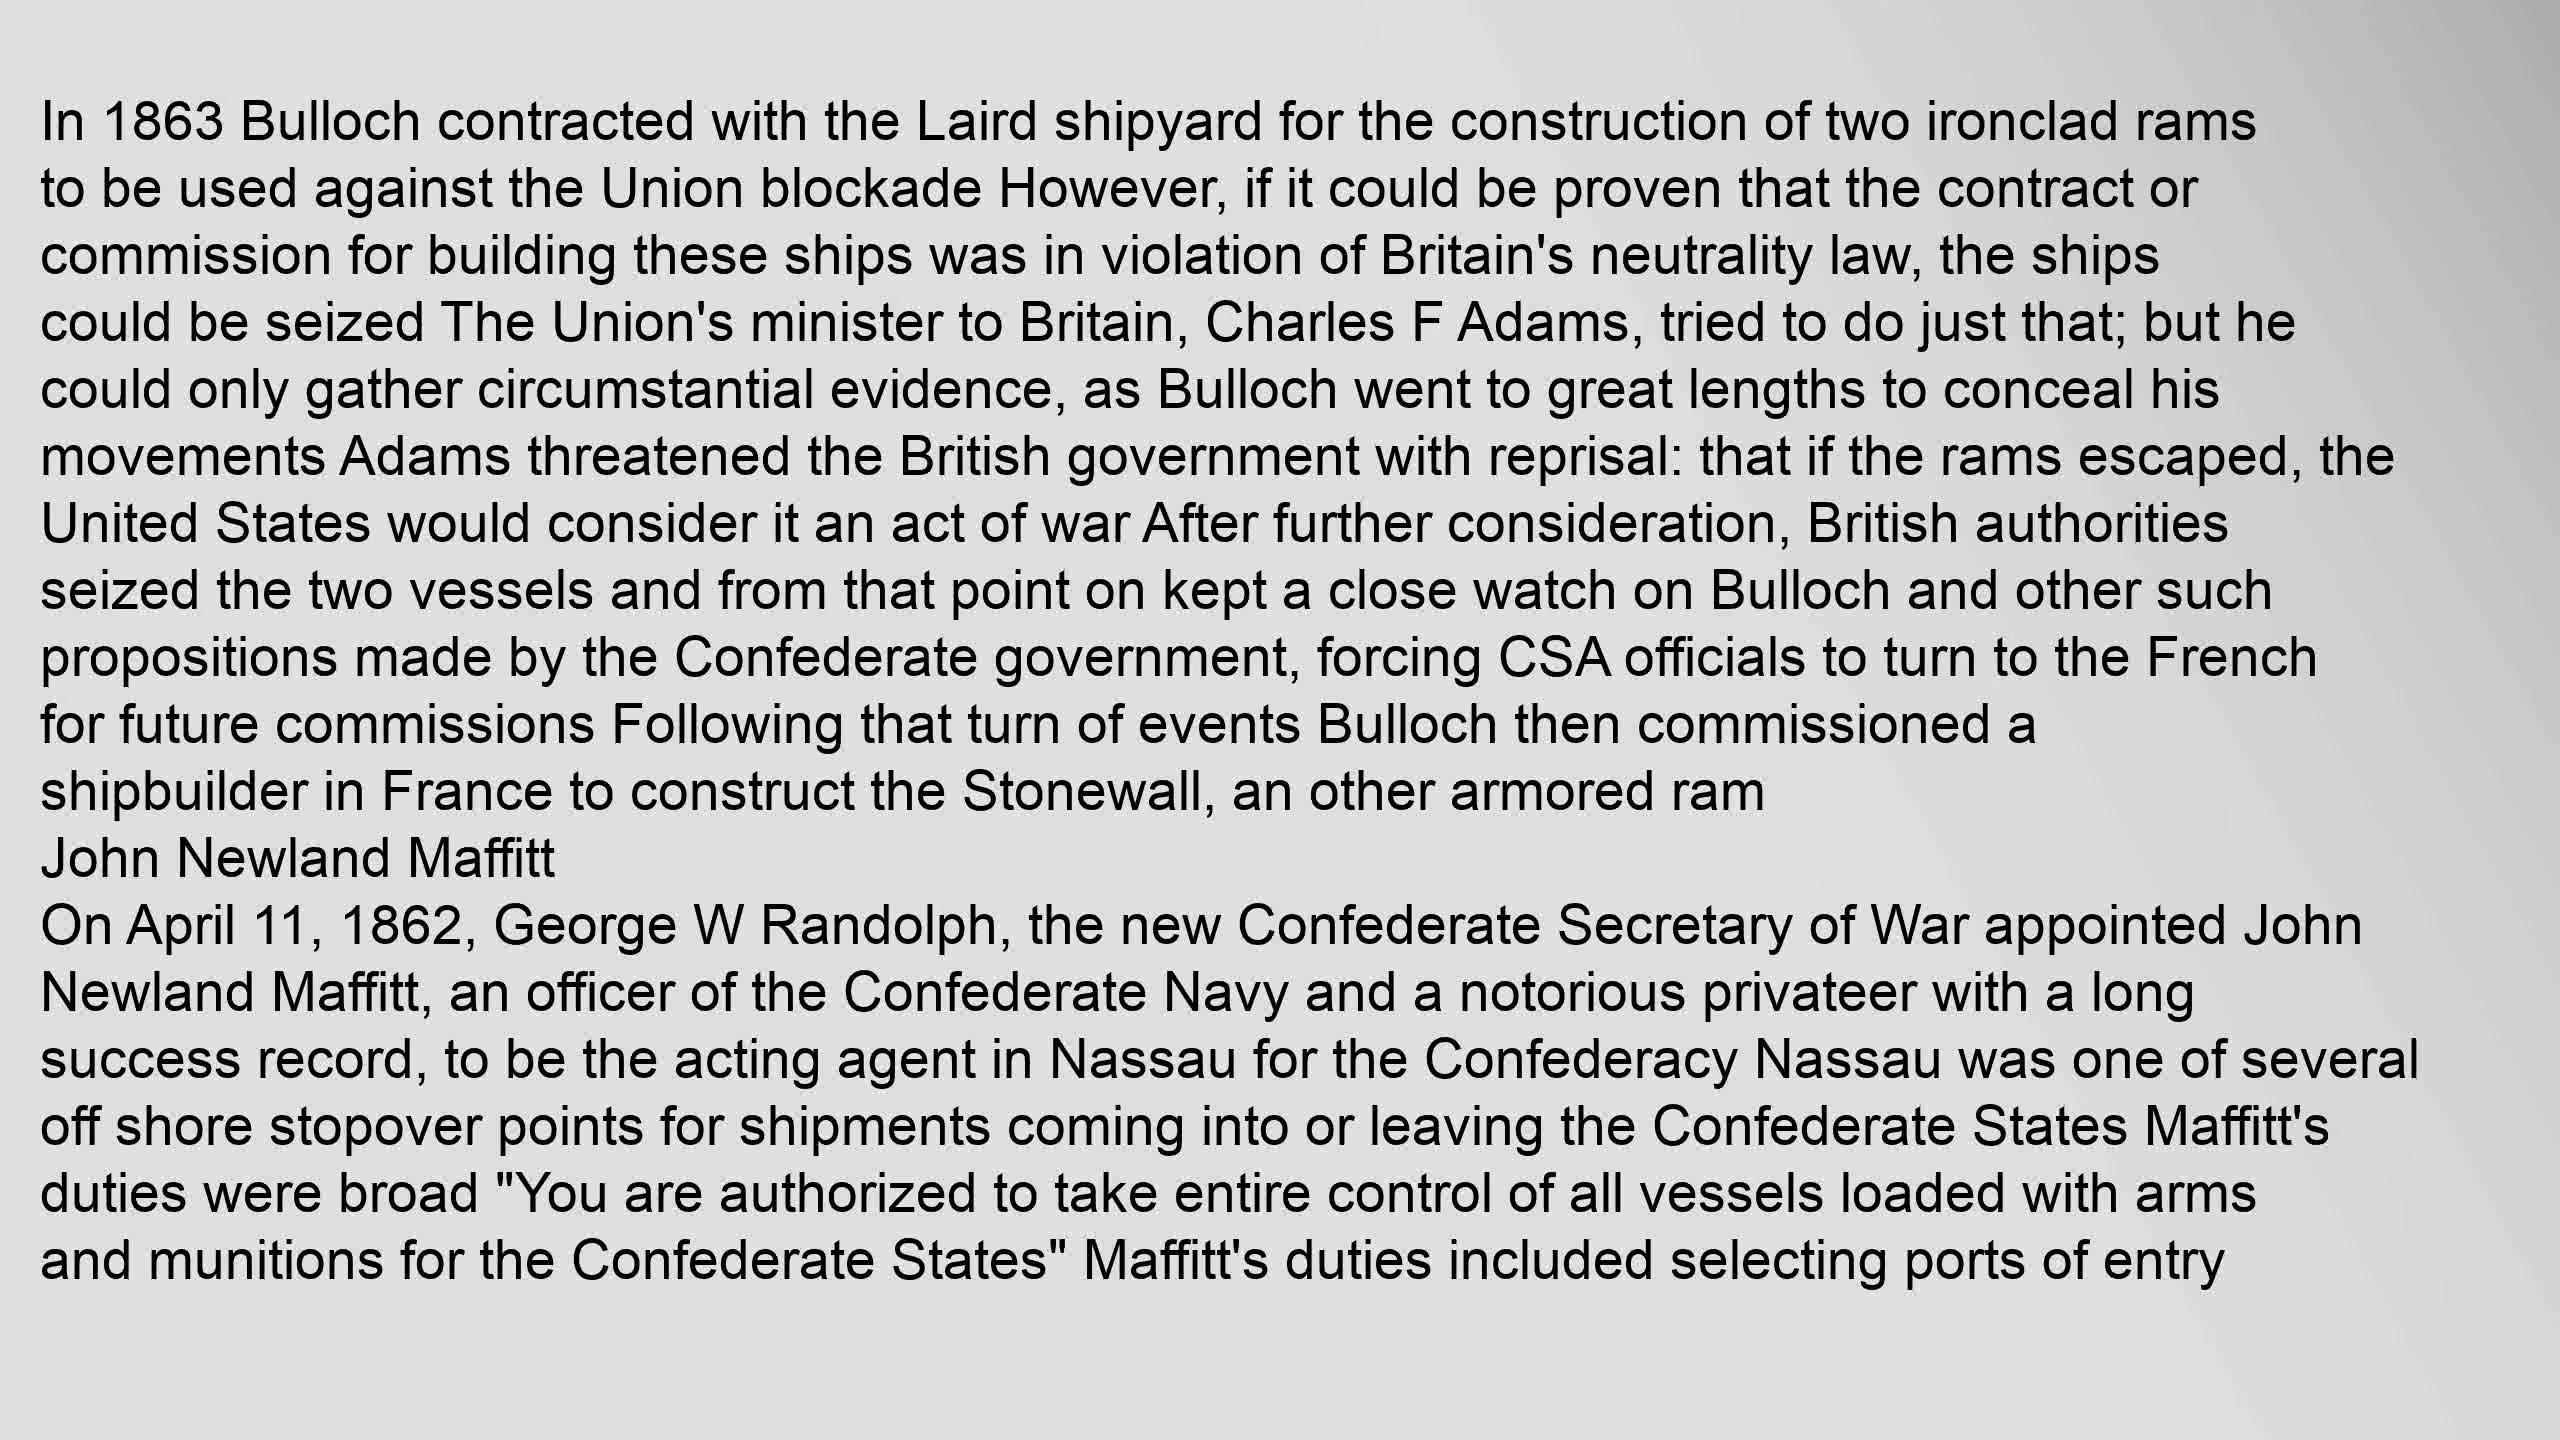 In 1863 Bulloch contracted with the Laird shipyard for the construction of two ironclad rams
to be used against the Union blockade However, if it could be proven that the contract or
commission for building these ships was in violation of Britain's neutrality law, the ships
could be seized The Union's minister to Britain, Charles F Adams, tried to do just that; but he
could only gather circumstantial evidence, as Bulloch went to great lengths to conceal his
movements Adams threatened the British government with reprisal: that if the rams escaped, the
United States would consider it an act of war After further consideration, British authorities
seized the two vessels and from that point on kept a close watch on Bulloch and other such
propositions made by the Confederate government, forcing CSA officials to turn to the French
for future commissions Following that turn of events Bulloch then commissioned a
shipbuilder in France to construct the Stonewall, an other armored ram
John Newland Maffitt
On April 11, 1862, George W Randolph, the new Confederate Secretary of War appointed John
Newland Maffitt, an officer of the Confederate Navy and a notorious privateer with a long
success record, to be the acting agent in Nassau for the Confederacy Nassau was one of several
off shore stopover points for shipments coming into or leaving the Confederate States Maffitt's
duties were broad "You are authorized to take entire control of all vessels loaded with arms
and munitions for the Confederate States" Maffitt's duties included selecting ports of entry